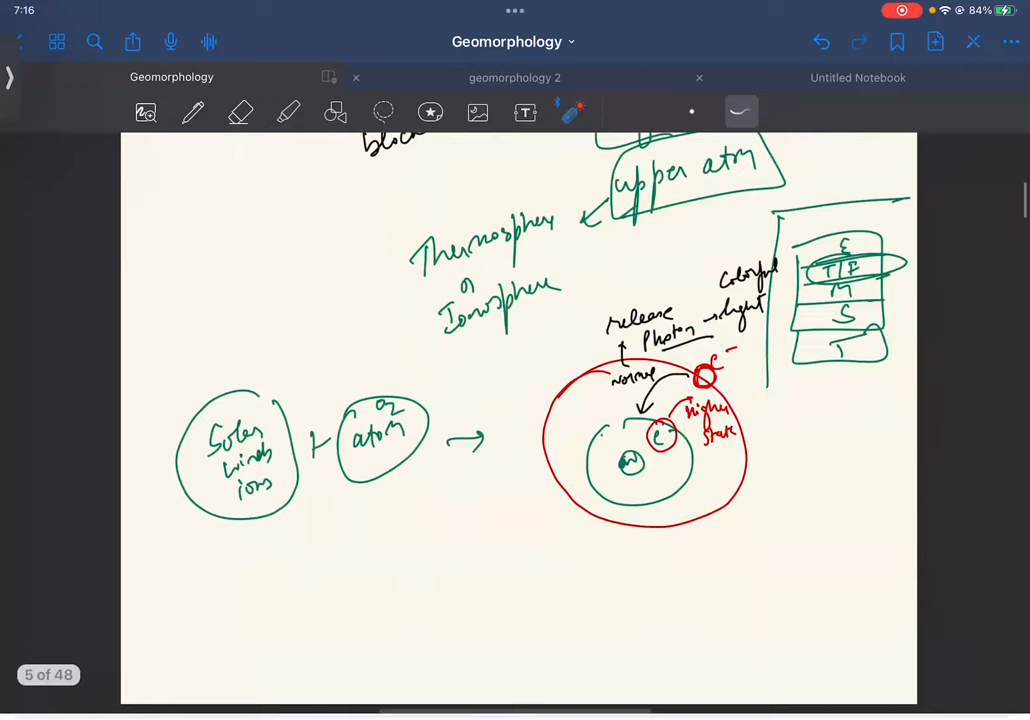 7:16
84%
Geomorphology
Geomorphology
geomorphology 2
Untitled Notebook
upper atm
Thermosphere
or
Ionosphere
E
T/I
M
S
T
Colorful
light
release
Photon
normal
e-
Higher
State
e-
N
Solar
winds
ions
+
O2
atom
5 of 48